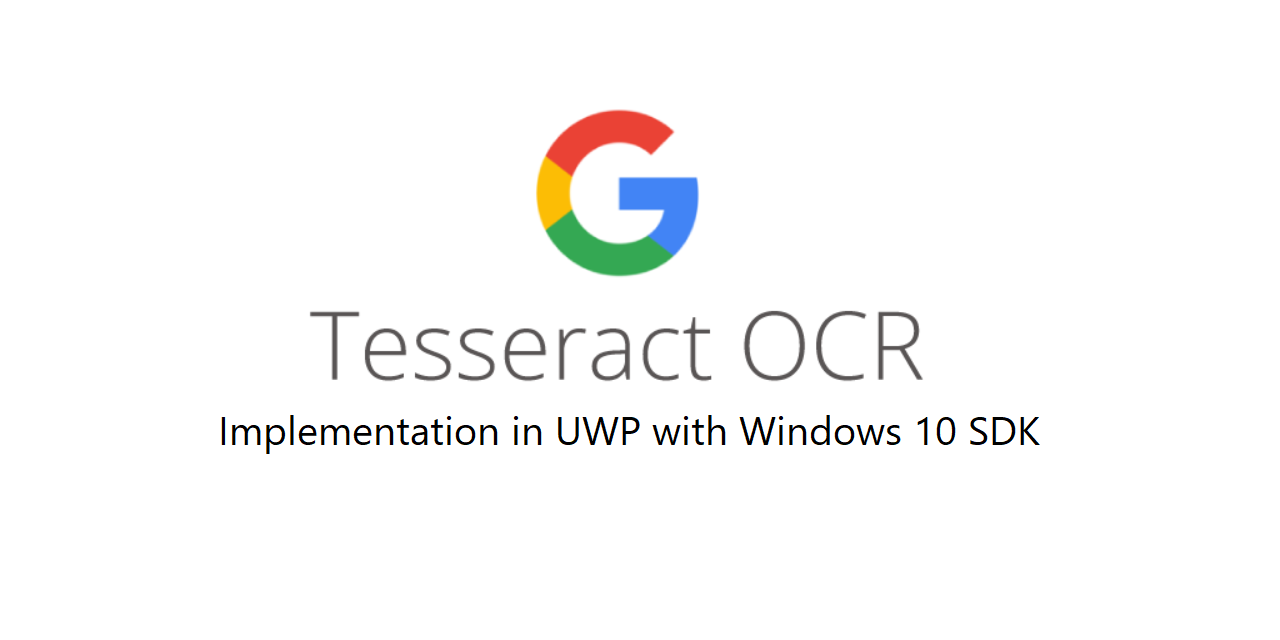 Tesseract OCR
Implementation in UWP with Windows 10 SDK